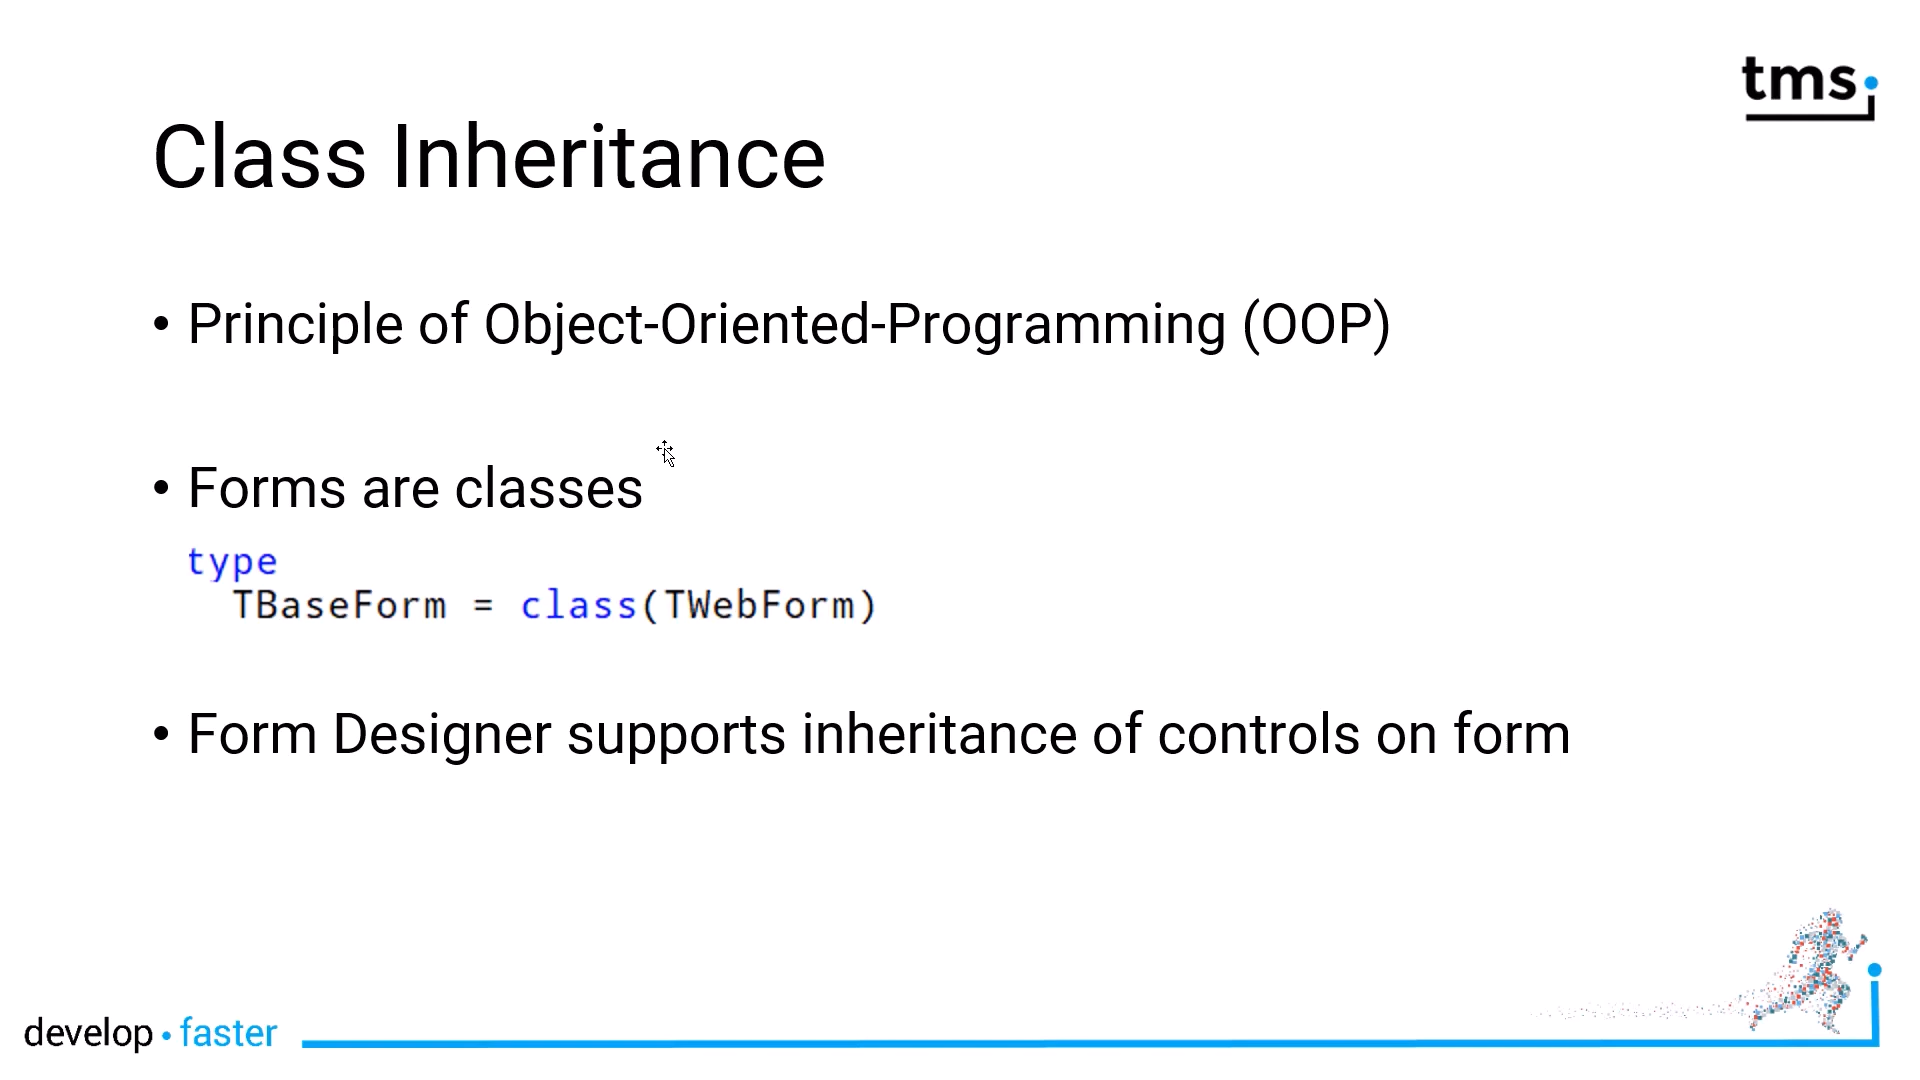 tms
Class Inheritance
• Principle of Object-Oriented-Programming (OOP)
• Forms are classes
type
TBaseForm = class(TWebForm)
• Form Designer supports inheritance of controls on form
develop • faster